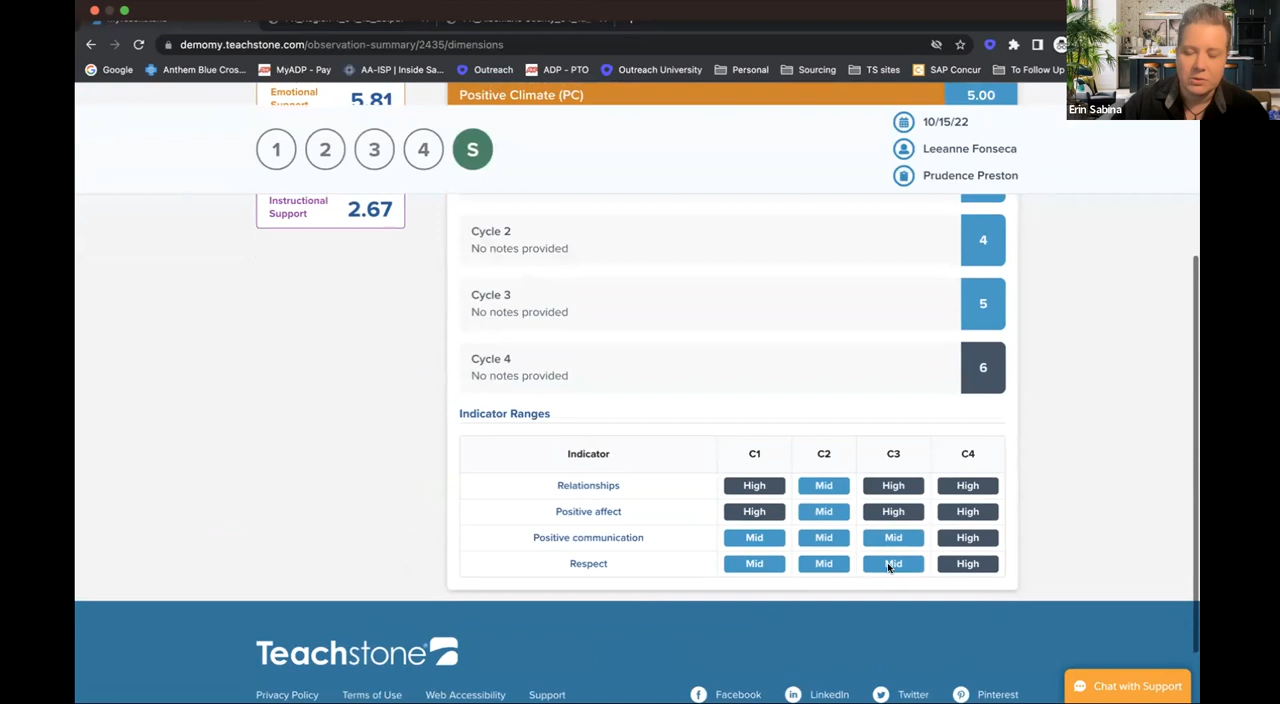 demomy.teachstone.com/observation-summary/2435/dimensions
Google
Anthem Blue Cros...
MyADP - Pay
AA-ISP | Inside Sa...
Outreach
ADP - PTO
Outreach University
Personal
Sourcing
TS sites
SAP Concur
To Follow Up
Erin Sabina
Emotional
Support
5.81
Positive Climate (PC)
5.00
1
2
3
4
S
10/15/22
Leeanne Fonseca
Prudence Preston
Instructional
Support
2.67
Cycle 2
No notes provided
4
Cycle 3
No notes provided
5
Cycle 4
No notes provided
6
Indicator Ranges
Indicator C1 C2 C3 C4
Relationships High Mid High High
Positive affect High Mid High High
Positive communication Mid Mid Mid High
Respect Mid Mid Mid High
Teachstone
Privacy Policy
Terms of Use
Web Accessibility
Support
Facebook
LinkedIn
Twitter
Pinterest
Chat with Support